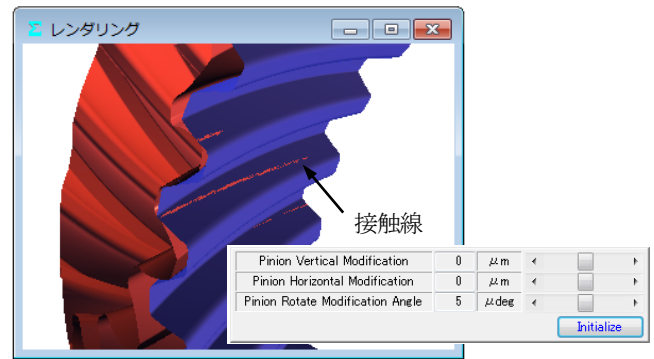 Σ レンダリング
接触線
Pinion Vertical Modification 0 μm
Pinion Horizontal Modification 0 μm
Pinion Rotate Modification Angle 5 μdeg
Initialize